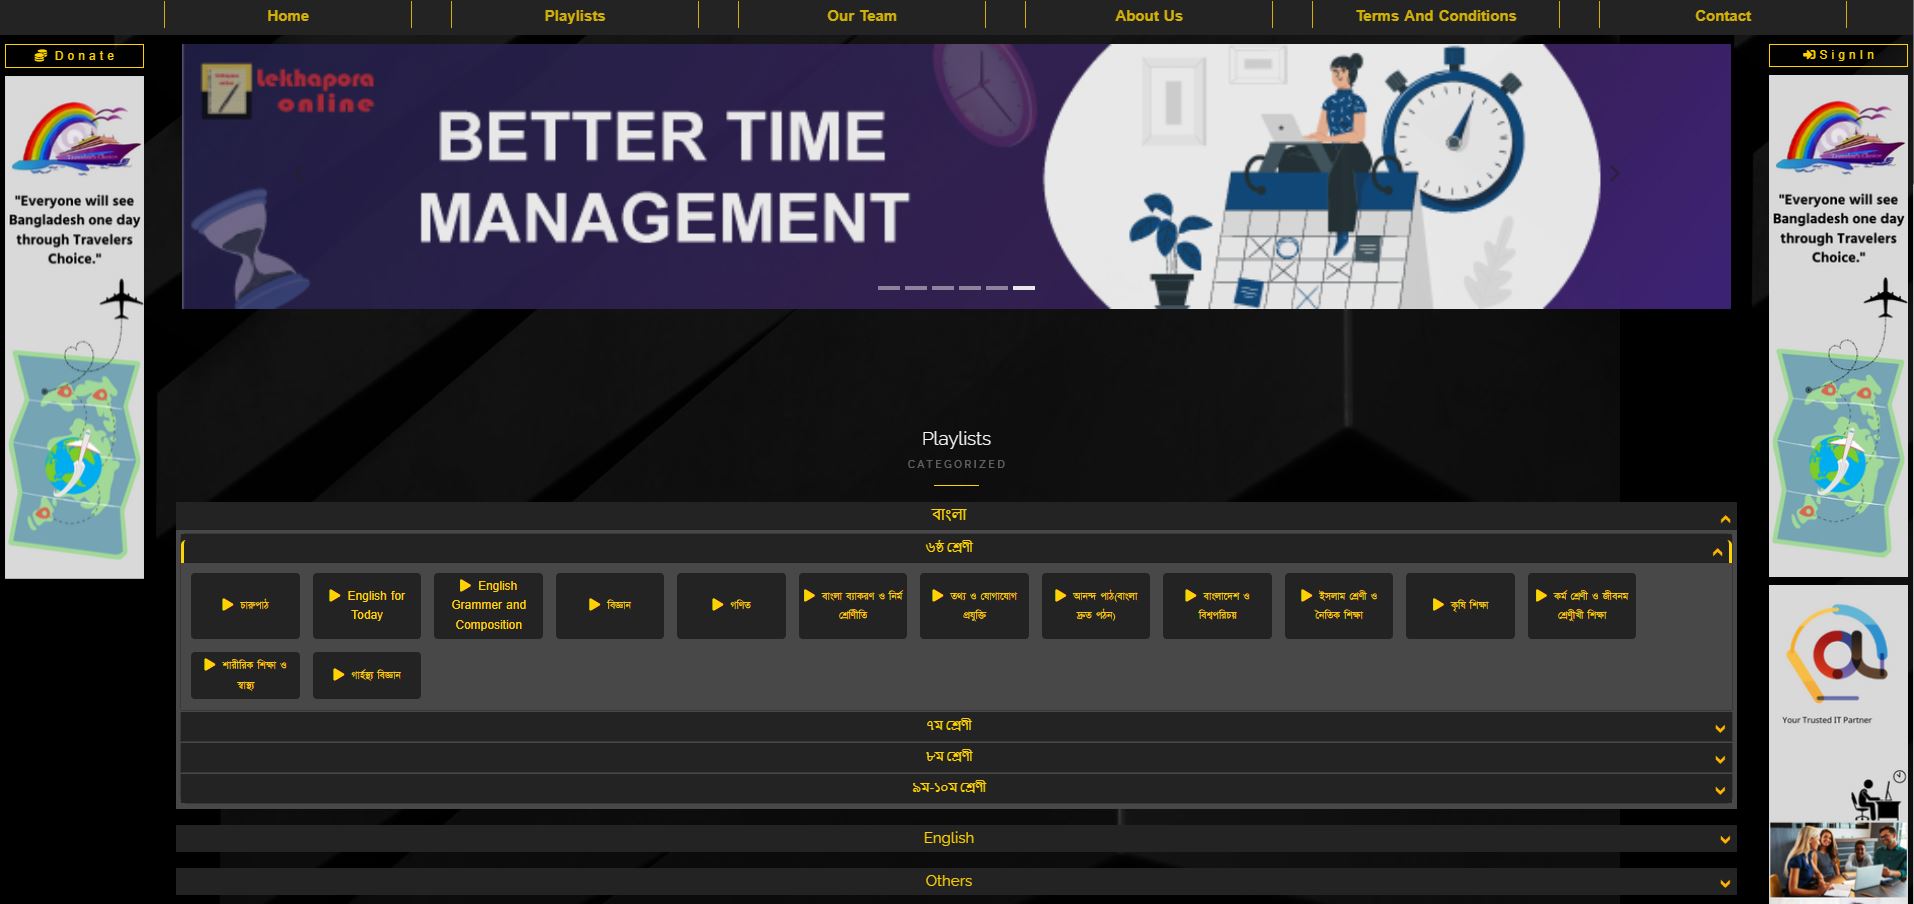 Home
Playlists
Our Team
About Us
Terms And Conditions
Contact
Donate
SignIn
Lekhapora
online
BETTER TIME
MANAGEMENT
"Everyone will see
Bangladesh one day
through Travelers
Choice."
"Everyone will see
Bangladesh one day
through Travelers
Choice."
Playlists
CATEGORIZED
বাংলা
৬ষ্ঠ শ্রেণী
চারুপাঠ
English for
Today
English
Grammer and
Composition
বিজ্ঞান
গণিত
বাংলা ব্যাকরণ ও নির্ম
শ্রেণিীতি
তথ্য ও যোগাযোগ
প্রযুক্তি
আনন্দ পাঠ(বাংলা
দ্রুত পঠন)
বাংলাদেশ ও
বিশ্বপরিচয়
ইসলাম শ্রেণী ও
নৈতিক শিক্ষা
কৃষি শিক্ষা
কর্ম শ্রেণী ও জীবনম
শ্রেণুীখী শিক্ষা
শারীরিক শিক্ষা ও
স্বাস্থ্য
গার্হস্থ্য বিজ্ঞান
৭ম শ্রেণী
৮ম শ্রেণী
৯ম-১০ম শ্রেণী
English
Others
Your Trusted IT Partner